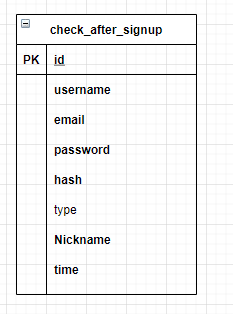 check_after_signup
PK id
username
email
password
hash
type
Nickname
time